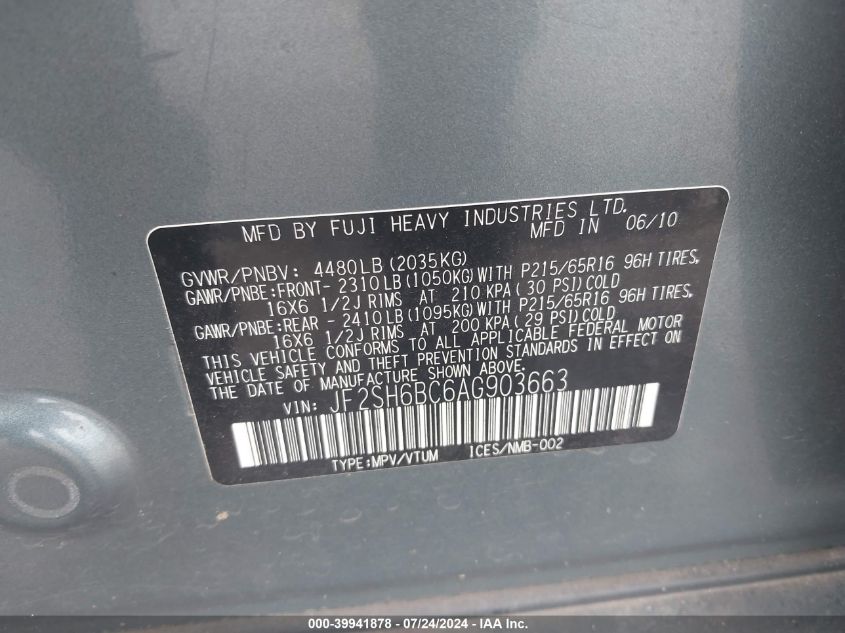 MFD BY FUJI HEAVY INDUSTRIES LTD.
MFD IN 06/10
GVWR/PNBV: 4480LB (2035KG)
GAWR/PNBE:FRONT- 2310LB (1050KG)WITH P215/65R16 96H TIRES,
16X6 1/2J RIMS AT 210 KPA ( 30 PSI)COLD
GAWR/PNBE:REAR - 2410LB (1095KG)WITH P215/65R16 96H TIRES,
16X6 1/2J RIMS AT 200 KPA ( 29 PSI)COLD
THIS VEHICLE CONFORMS TO ALL APPLICABLE FEDERAL MOTOR
VEHICLE SAFETY AND THEFT PREVENTION STANDARDS IN EFFECT ON
THE DATE OF MANUFACTURE SHOWN ABOVE.
VIN: JF2SH6BC6AG903663
TYPE:MPV/VTUM ICES/NMB-002
000-39941878 - 07/24/2024 - IAA Inc.